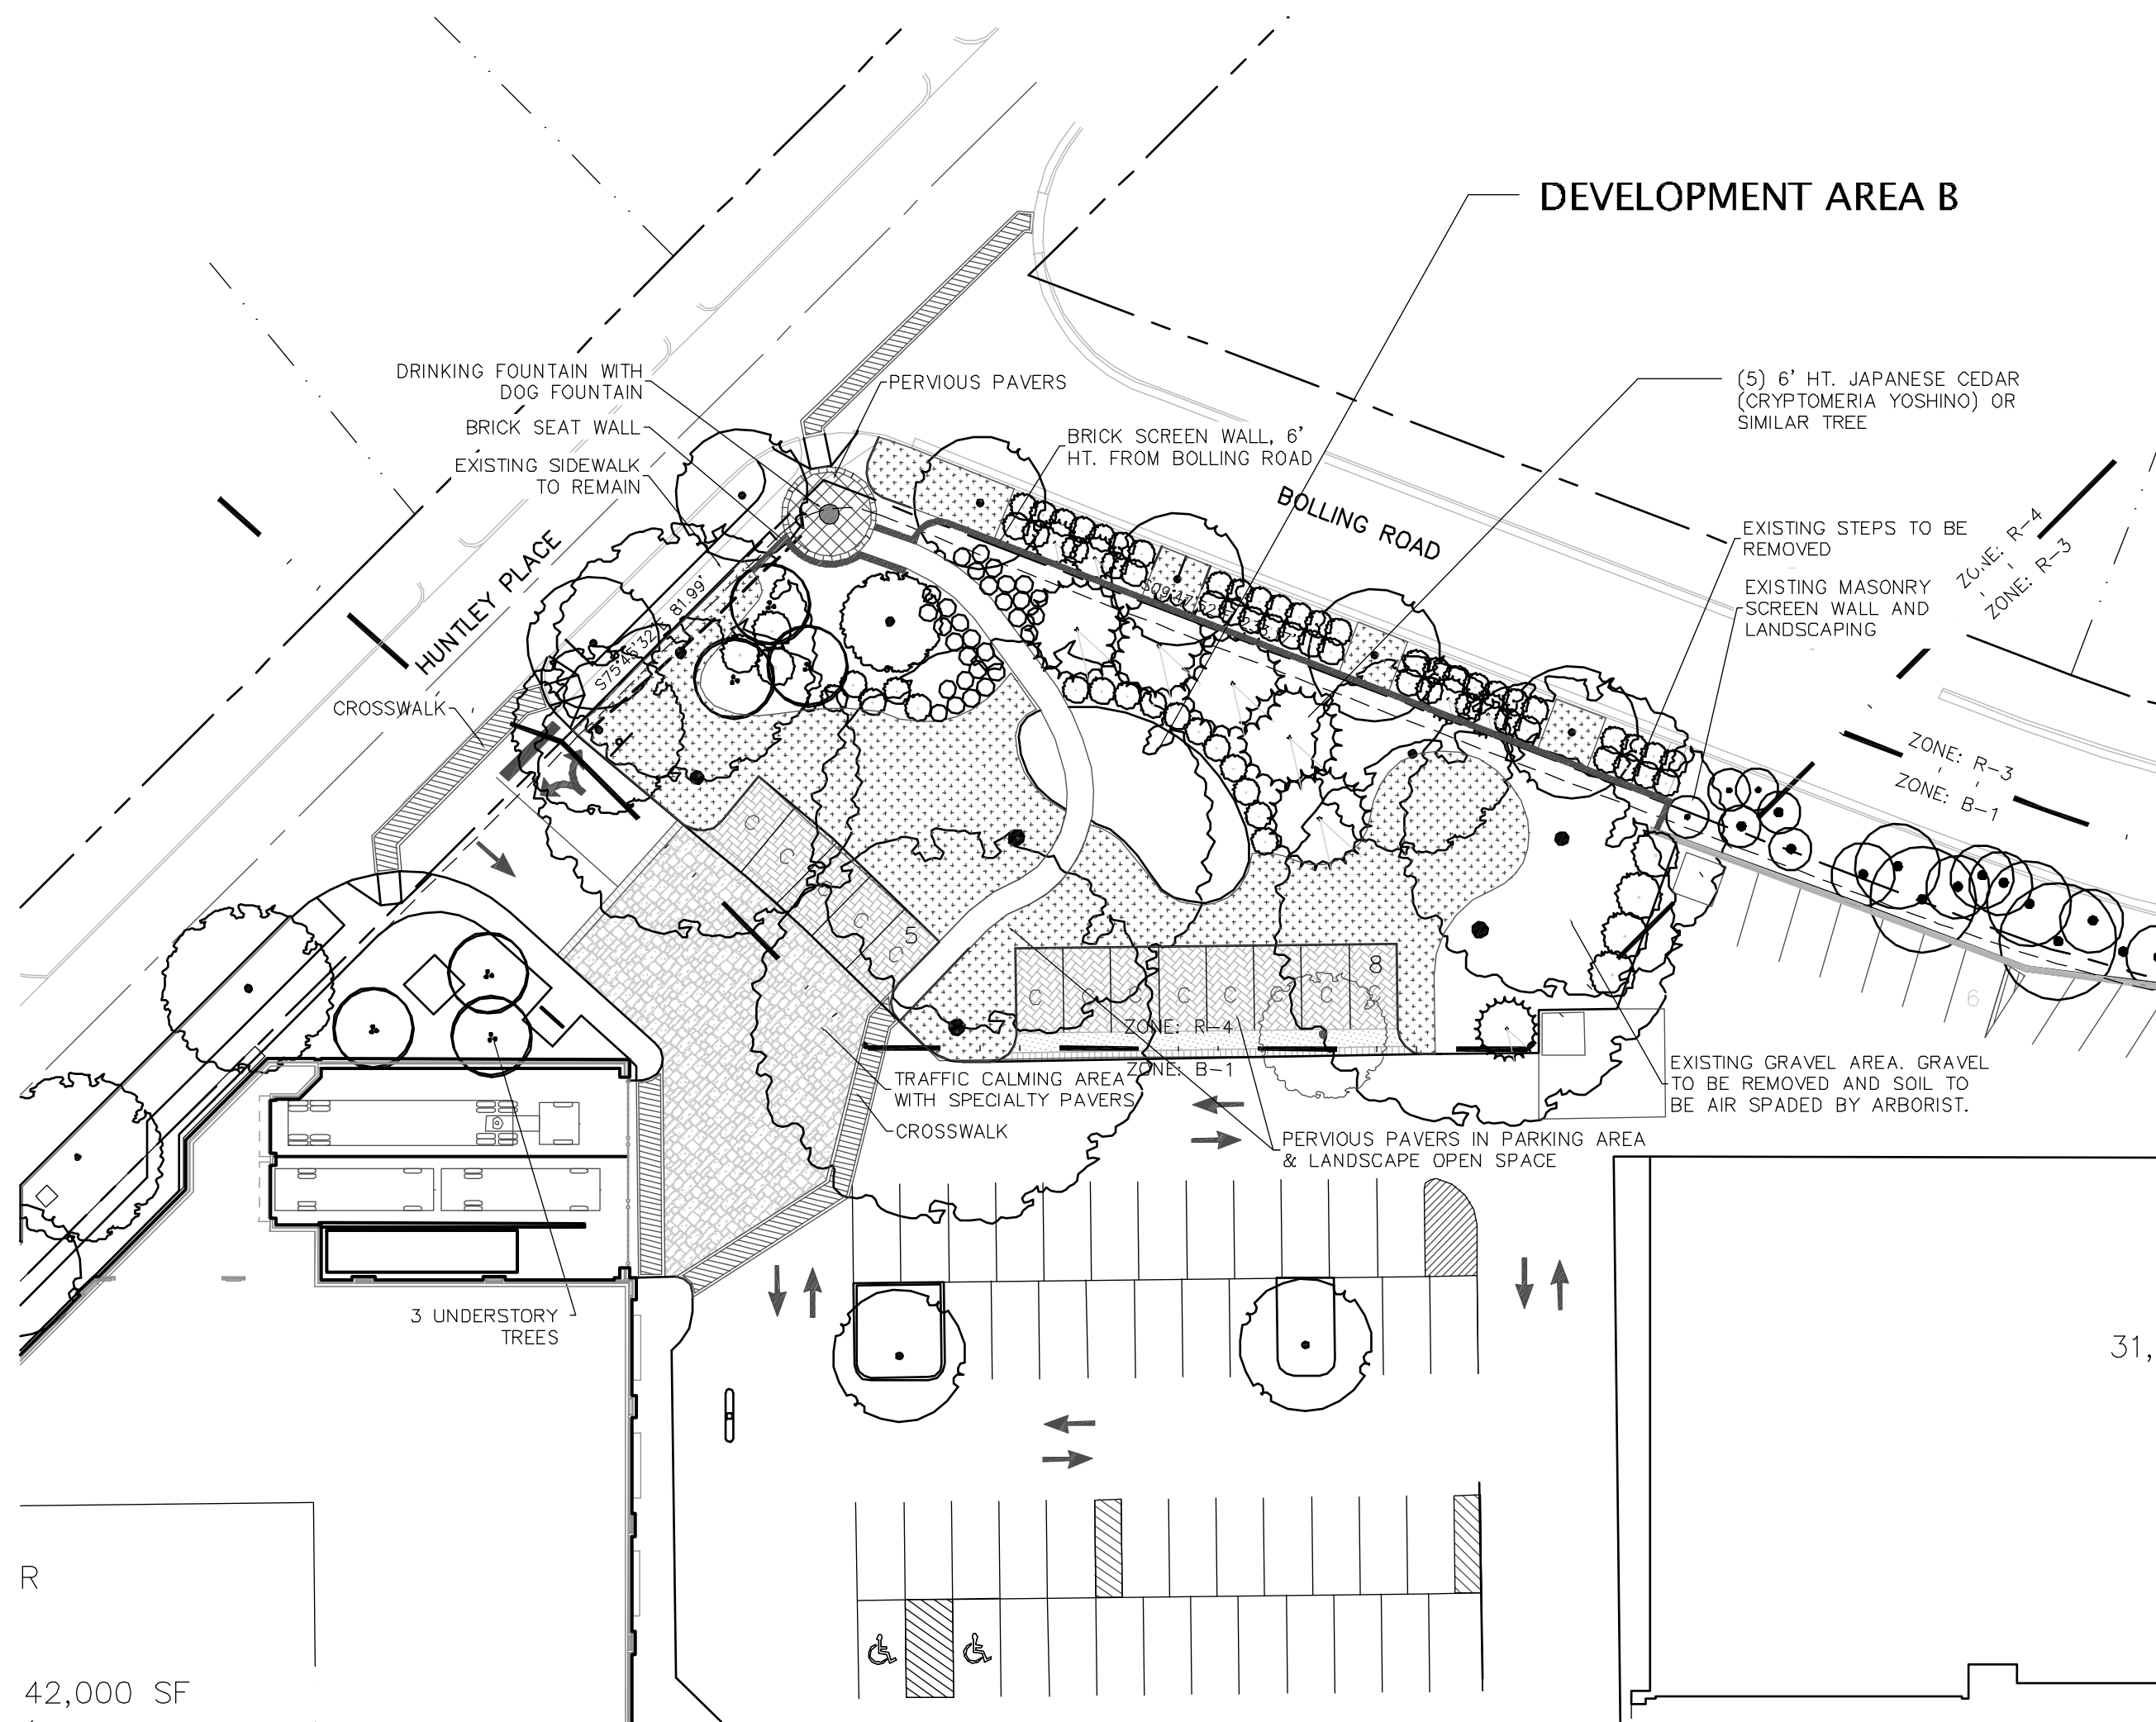 DEVELOPMENT AREA B
DRINKING FOUNTAIN WITH
DOG FOUNTAIN
BRICK SEAT WALL
EXISTING SIDEWALK
TO REMAIN
PERVIOUS PAVERS
BRICK SCREEN WALL, 6'
HT. FROM BOLLING ROAD
(5) 6' HT. JAPANESE CEDAR
(CRYPTOMERIA YOSHINO) OR
SIMILAR TREE
BOLLING ROAD
EXISTING STEPS TO BE
REMOVED
EXISTING MASONRY
SCREEN WALL AND
LANDSCAPING
ZONE: R-4
ZONE: R-3
ZONE: R-3
ZONE: B-1
HUNTLEY PLACE
81.99'
CROSSWALK
C
C
C
C
C
5
8
C
C
C
C
C
C
C
C
6
ZONE: R-4
ZONE: B-1
TRAFFIC CALMING AREA
WITH SPECIALTY PAVERS
CROSSWALK
PERVIOUS PAVERS IN PARKING AREA
& LANDSCAPE OPEN SPACE
EXISTING GRAVEL AREA. GRAVEL
TO BE REMOVED AND SOIL TO
BE AIR SPADED BY ARBORIST.
3 UNDERSTORY
TREES
31,
R
42,000 SF